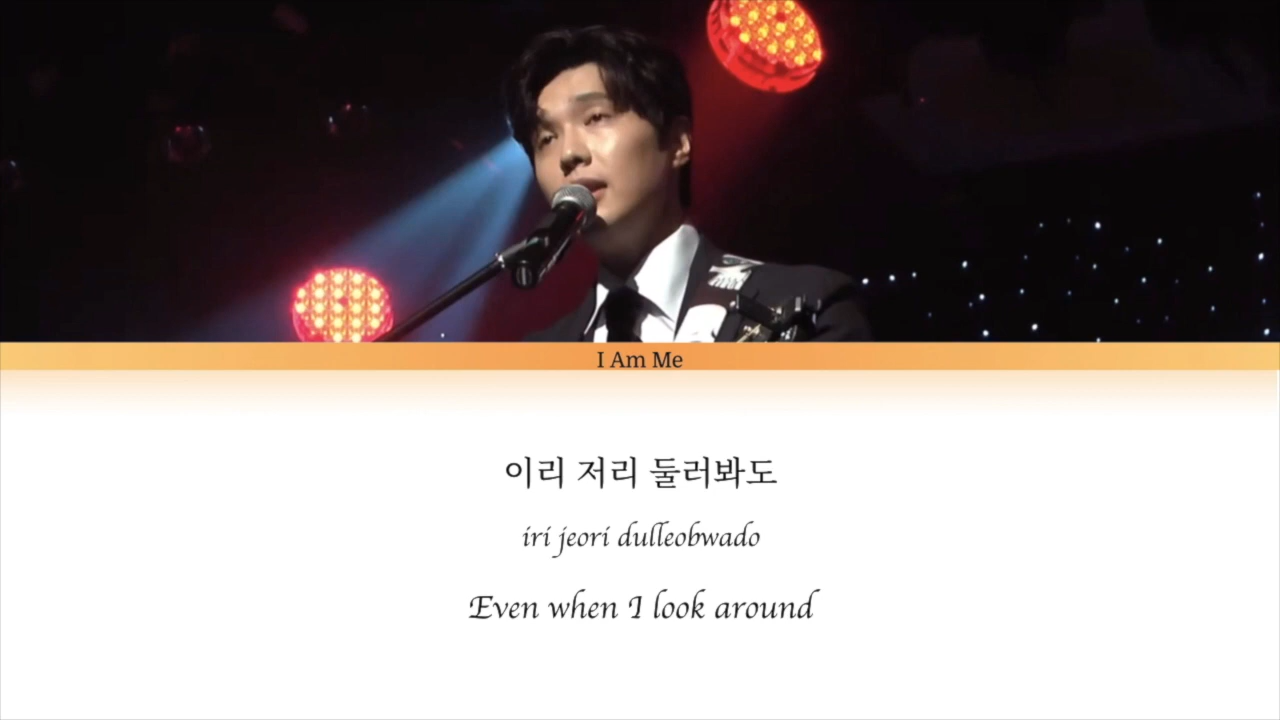 I Am Me
이리 저리 둘러봐도
iri jeori dulleobwado
Even when I look around